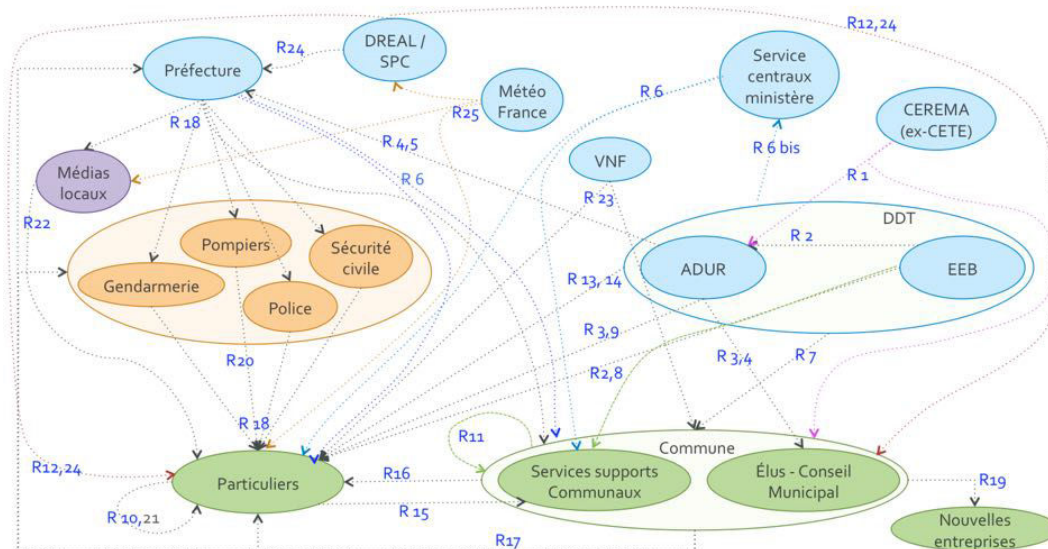 R12,24
DREAL /
SPC
R24
Préfecture
Service
centraux
ministère
Météo
France
R 6
CEREMA
(ex-CETE)
R25
R 18
R 4,5
VNF
R 6 bis
Médias
locaux
R 6
R 1
R 23
R22
DDT
Pompiers
Sécurité
civile
R 2
ADUR
EEB
Gendarmerie
R 13, 14
Police
R 3,9
R20
R2,8
R 3,4
R 7
R 18
R11
Commune
R12,24
Particuliers
R16
Services supports
Communaux
Élus - Conseil
Municipal
R19
R 10,21
R 15
Nouvelles
entreprises
R17